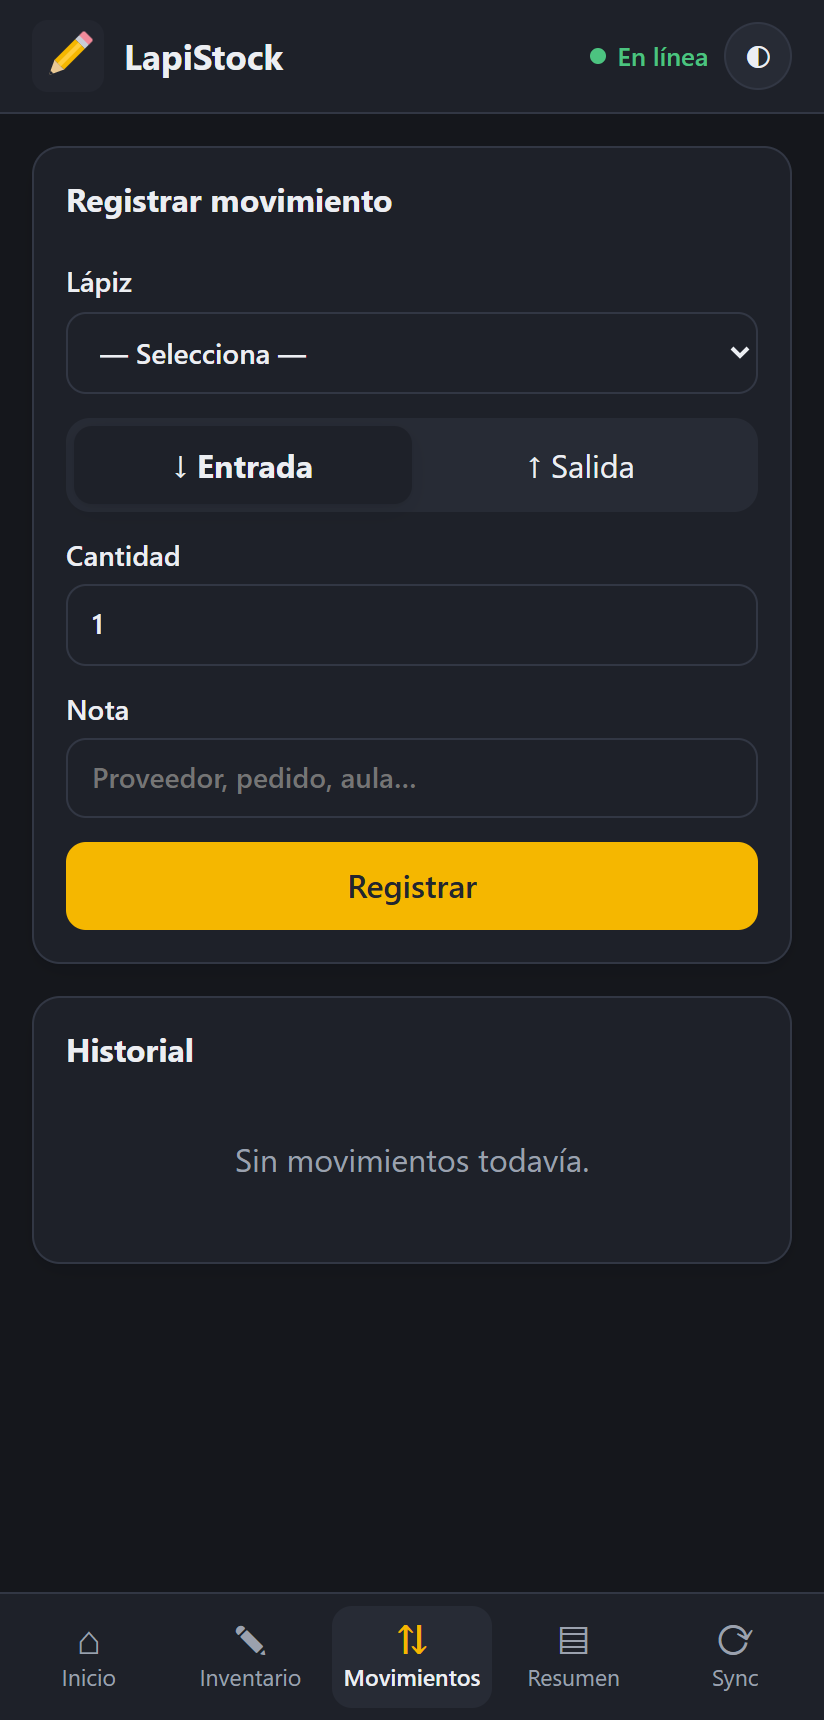 LapiStock
En línea
Registrar movimiento
Lápiz
— Selecciona —
↓ Entrada
↑ Salida
Cantidad
1
Nota
Proveedor, pedido, aula...
Registrar
Historial
Sin movimientos todavía.
Inicio
Inventario
Movimientos
Resumen
Sync